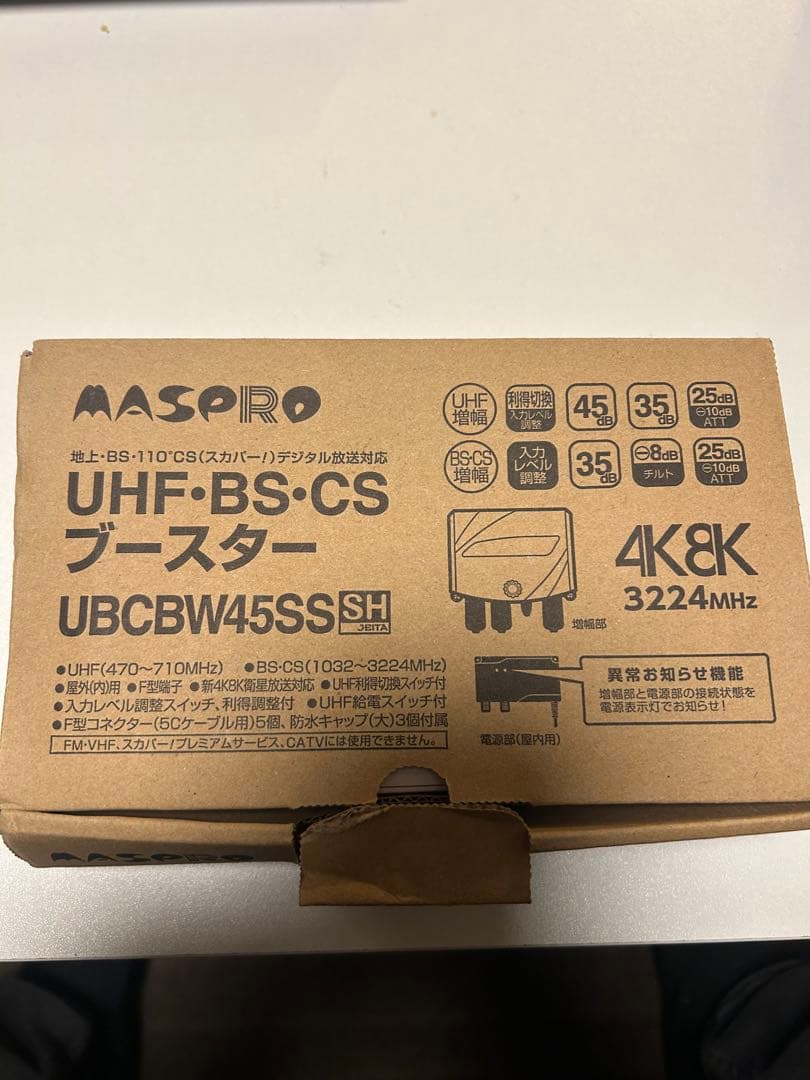 MASPRO
地上・BS・110°CS(スカパー!)デジタル放送対応
UHF・BS・CS
ブースター
UBCBW45SS SH
JEITA
UHF
増幅
利得切換
入力レベル
調整
45dB
35dB
25dB
⊖10dB
ATT
BS・CS
増幅
入力
レベル
調整
35dB
⊖8dB
チルト
25dB
⊖10dB
ATT
増幅部
4K8K
3224MHz
●UHF(470〜710MHz) ●BS・CS(1032〜3224MHz)
●屋外(内)用 ●F型端子 ●新4K8K衛星放送対応 ●UHF利得切換スイッチ付
●入力レベル調整スイッチ、利得調整付 ●UHF給電スイッチ付
●F型コネクター(5Cケーブル用)5個、防水キャップ(大)3個付属
FM・VHF、スカパー!プレミアムサービス、CATVには使用できません。
電源部(屋内用)
異常お知らせ機能
増幅部と電源部の接続状態を
電源表示灯でお知らせ!
MASPRO